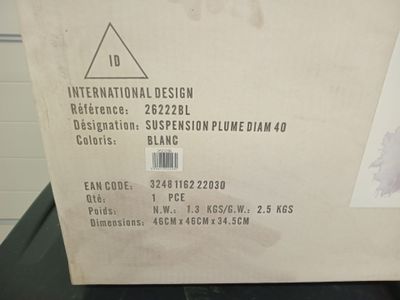 ID
INTERNATIONAL DESIGN
Référence: 26222BL
Désignation: SUSPENSION PLUME DIAM 40
Coloris: BLANC
EAN CODE: 3248 1162 22030
Qté: 1 PCE
Poids: N.W.: 1.3 KGS/G.W.: 2.5 KGS
Dimensions: 46CM x 46CM x 34.5CM